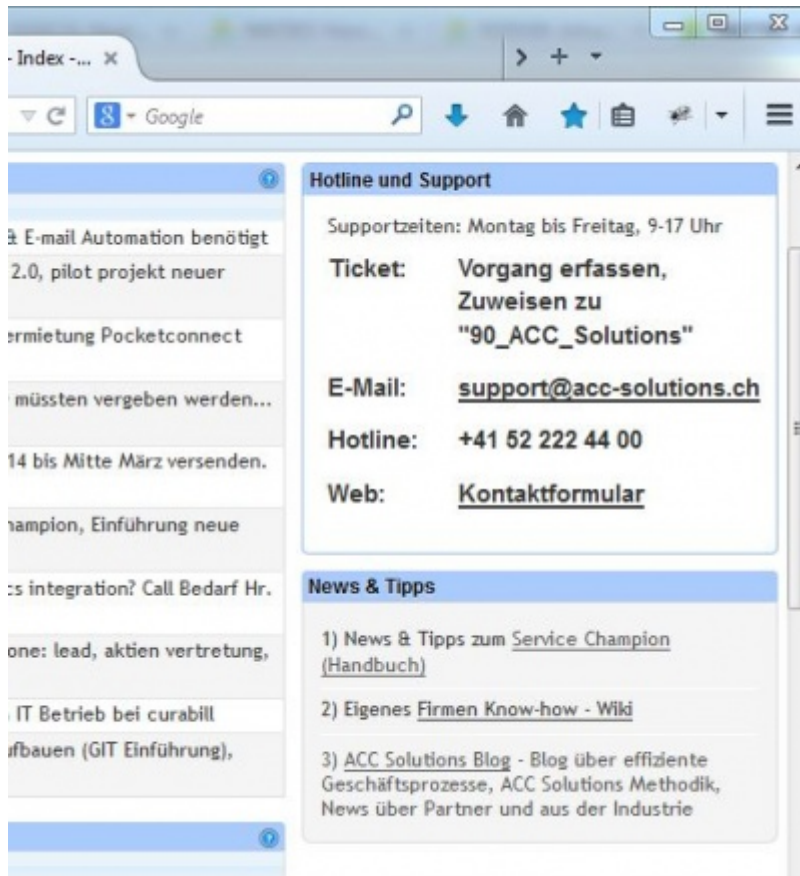 - Index -...
Google
Hotline und Support
& E-mail Automation benötigt
2.0, pilot projekt neuer
ermietung Pocketconnect
müssten vergeben werden...
14 bis Mitte März versenden.
hampion, Einführung neue
cs integration? Call Bedarf Hr.
one: lead, aktien vertretung,
IT Betrieb bei curabill
ufbauen (GIT Einführung),
Supportzeiten: Montag bis Freitag, 9-17 Uhr
Ticket: Vorgang erfassen,
Zuweisen zu
"90_ACC_Solutions"
E-Mail: support@acc-solutions.ch
Hotline: +41 52 222 44 00
Web: Kontaktformular
News & Tipps
1) News & Tipps zum Service Champion
(Handbuch)
2) Eigenes Firmen Know-how - Wiki
3) ACC Solutions Blog - Blog über effiziente
Geschäftsprozesse, ACC Solutions Methodik,
News über Partner und aus der Industrie